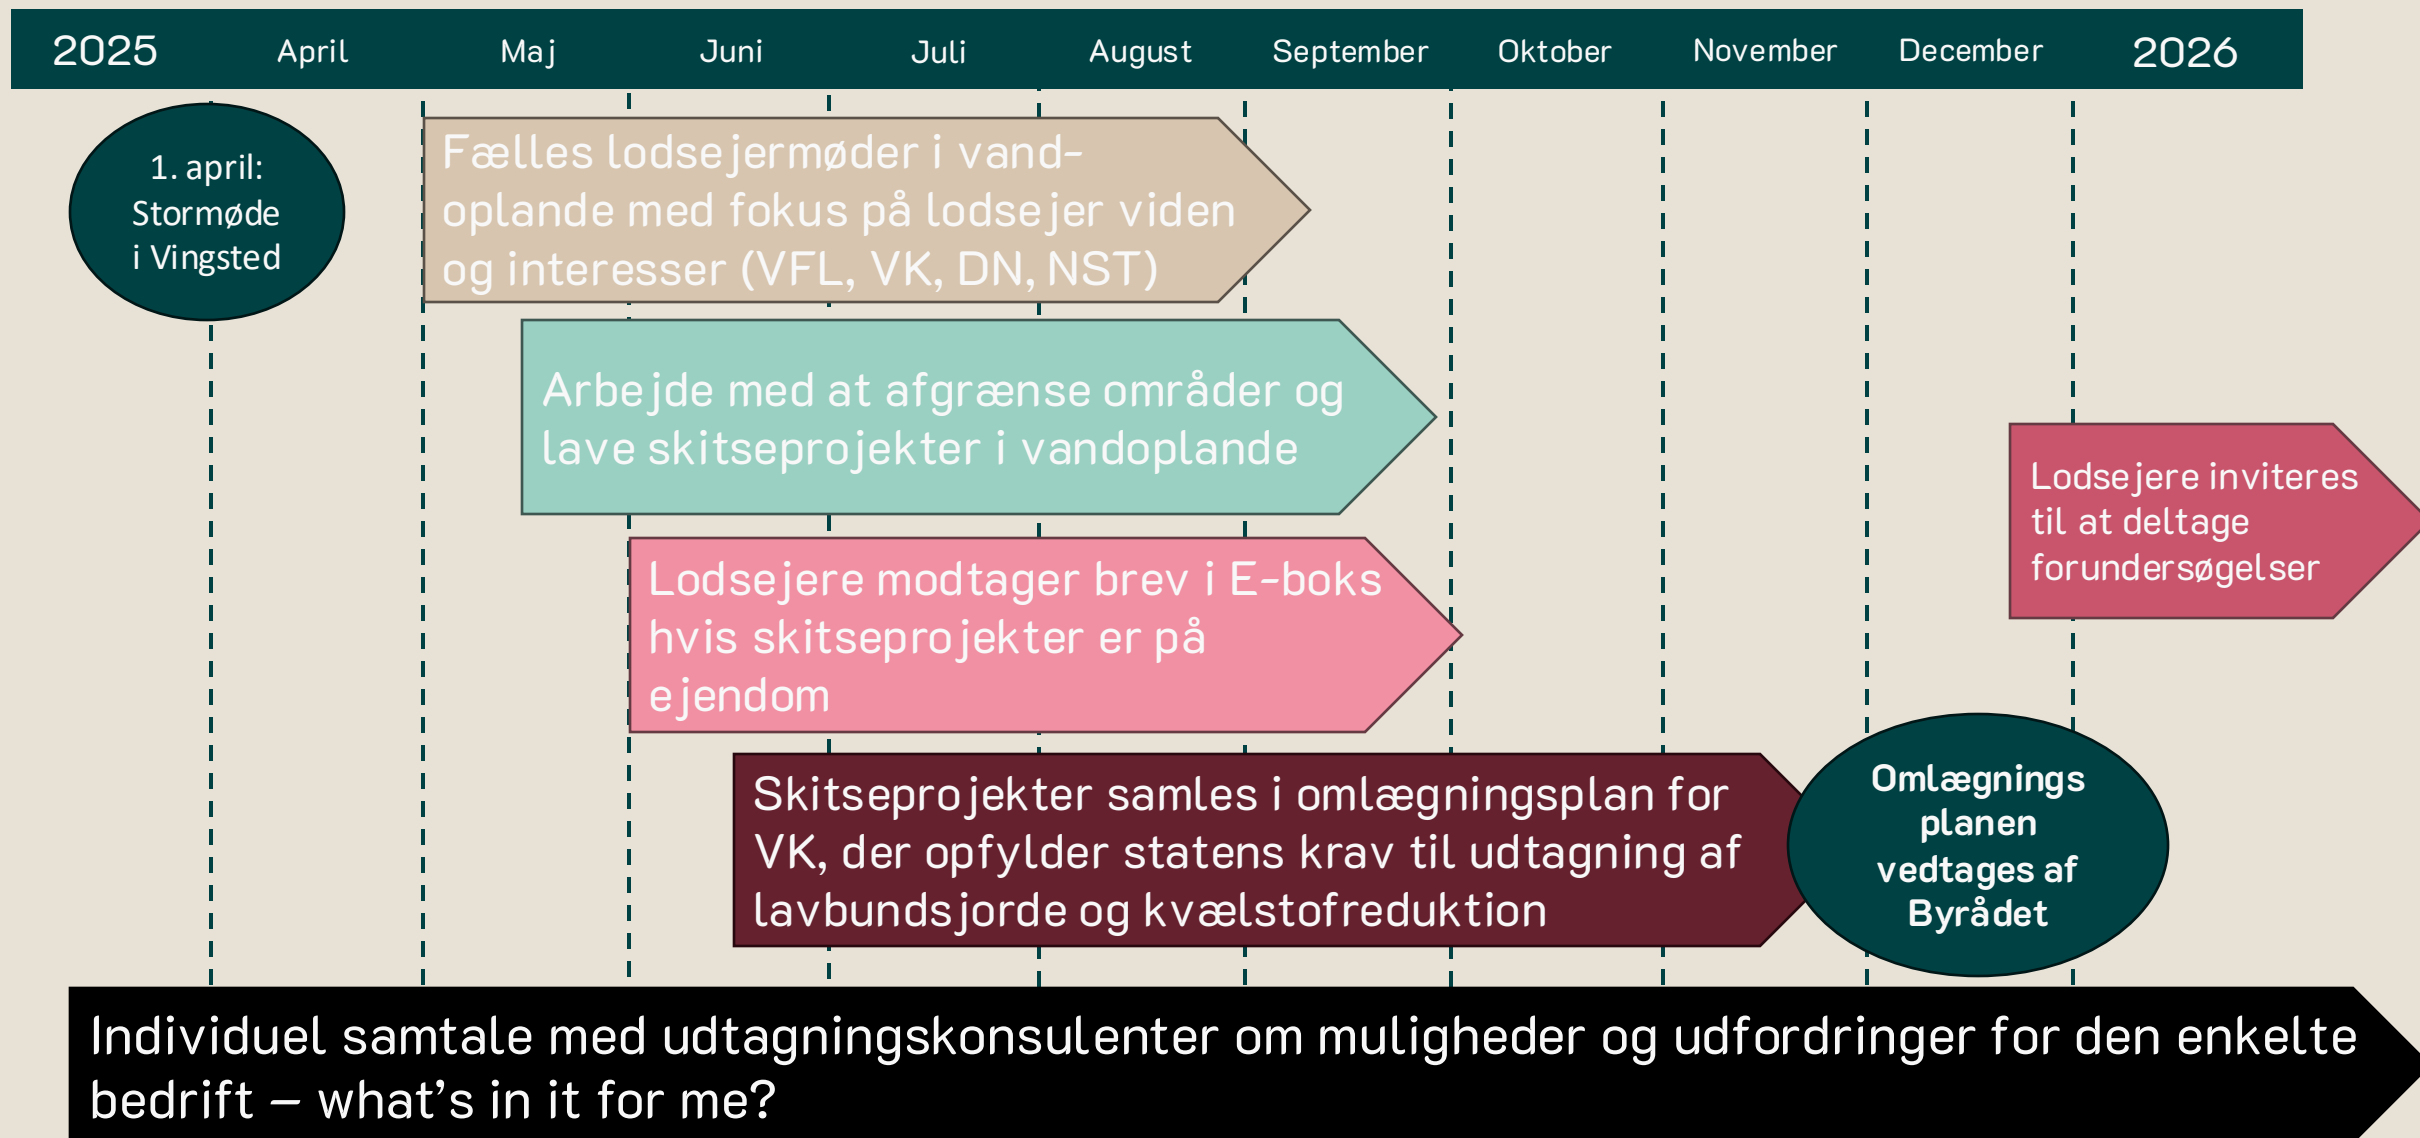 2025 April Maj Juni Juli August September Oktober November December 2026
1. april:
Stormøde
i Vingsted
Fælles lodsejermøder i vand-
oplande med fokus på lodsejer viden
og interesser (VFL, VK, DN, NST)
Arbejde med at afgrænse områder og
lave skitseprojekter i vandoplande
Lodsejere inviteres
til at deltage
forundersøgelser
Lodsejere modtager brev i E-boks
hvis skitseprojekter er på
ejendom
Skitseprojekter samles i omlægningsplan for
VK, der opfylder statens krav til udtagning af
lavbundsjorde og kvælstofreduktion
Omlægnings
planen
vedtages af
Byrådet
Individuel samtale med udtagningskonsulenter om muligheder og udfordringer for den enkelte
bedrift – what’s in it for me?